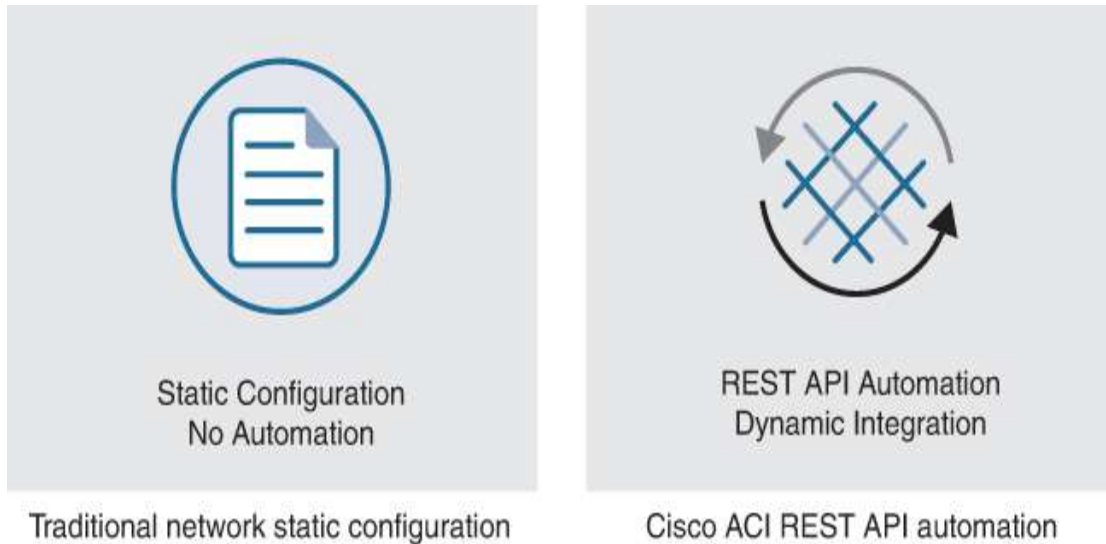 Static Configuration
No Automation
Traditional network static configuration
REST API Automation
Dynamic Integration
Cisco ACI REST API automation